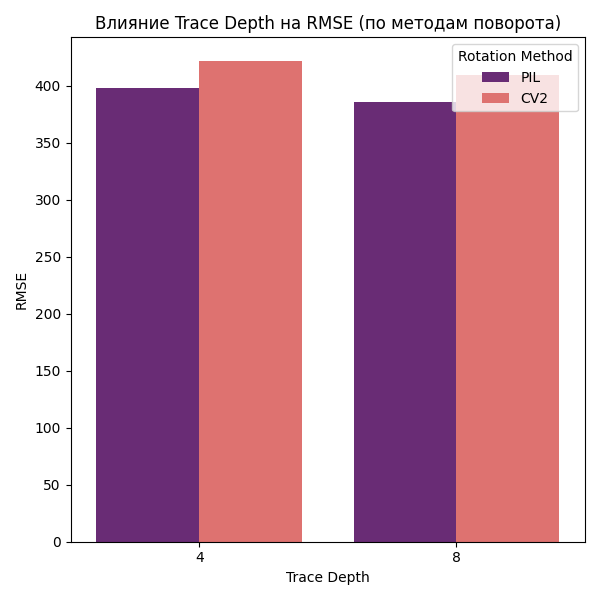 Влияние Trace Depth на RMSE (по методам поворота)
Rotation Method
PIL
CV2
400
350
300
250
200
150
100
50
0
RMSE
4
8
Trace Depth